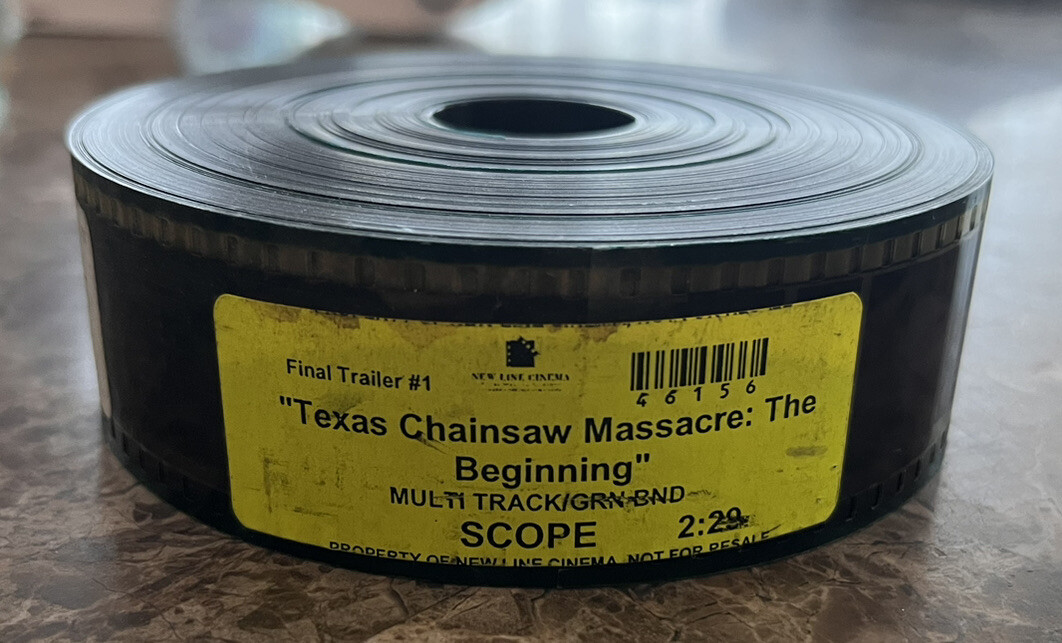 Final Trailer #1
NEW LINE CINEMA
46156
"Texas Chainsaw Massacre: The
Beginning"
MULTI TRACK/GRN BND
SCOPE
2:29
PROPERTY OF NEW LINE CINEMA NOT FOR RESALE